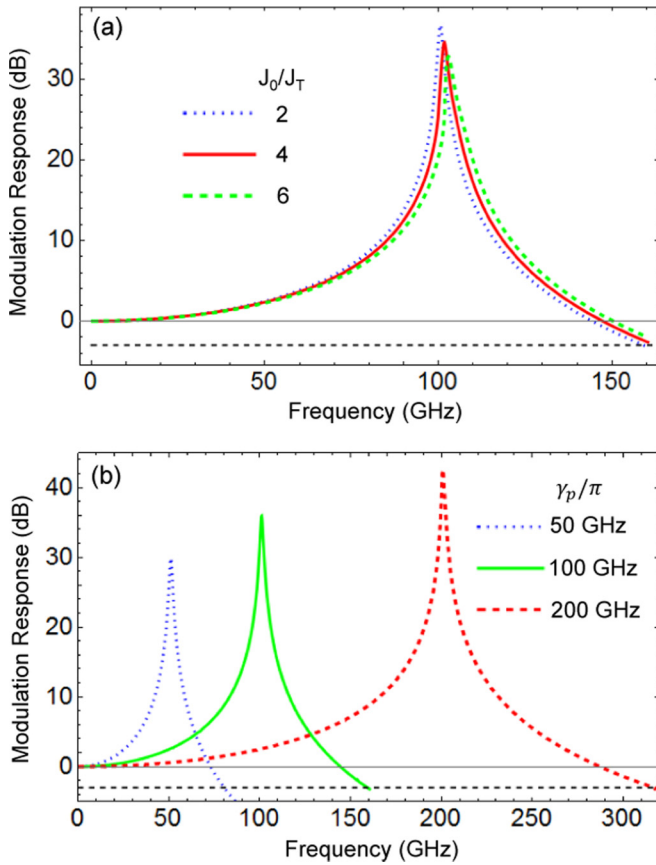 (a)
J₀/J_T
2
4
6
Modulation Response (dB)
30
20
10
0
0 50 100 150
Frequency (GHz)
(b)
γₚ/π
50 GHz
100 GHz
200 GHz
Modulation Response (dB)
40
30
20
10
0
0 50 100 150 200 250 300
Frequency (GHz)